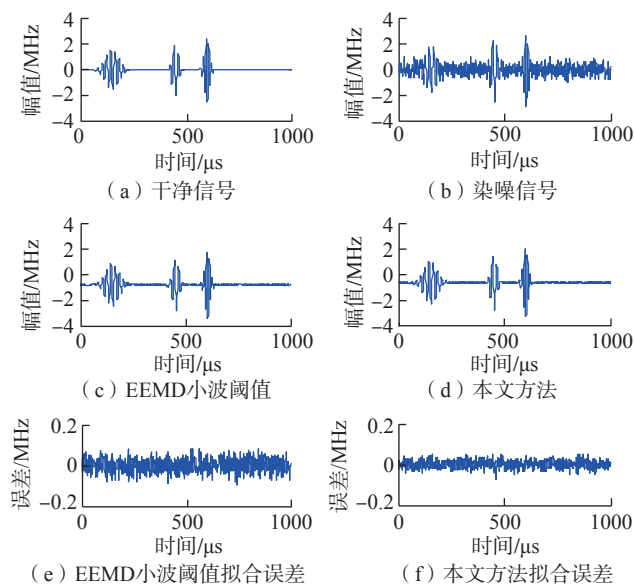 4 4
2 2
0 0
−2 −2
−4 −4
幅值/MHz 幅值/MHz
0 500 1000 0 500 1000
时间/μs 时间/μs
（a）干净信号 （b）染噪信号
4 4
2 2
0 0
−2 −2
−4 −4
幅值/MHz 幅值/MHz
0 500 1000 0 500 1000
时间/μs 时间/μs
（c）EEMD小波阈值 （d）本文方法
0.2 0.2
0 0
−0.2 −0.2
误差/MHz 误差/MHz
0 500 1000 0 500 1000
时间/μs 时间/μs
（e）EEMD小波阈值拟合误差 （f）本文方法拟合误差